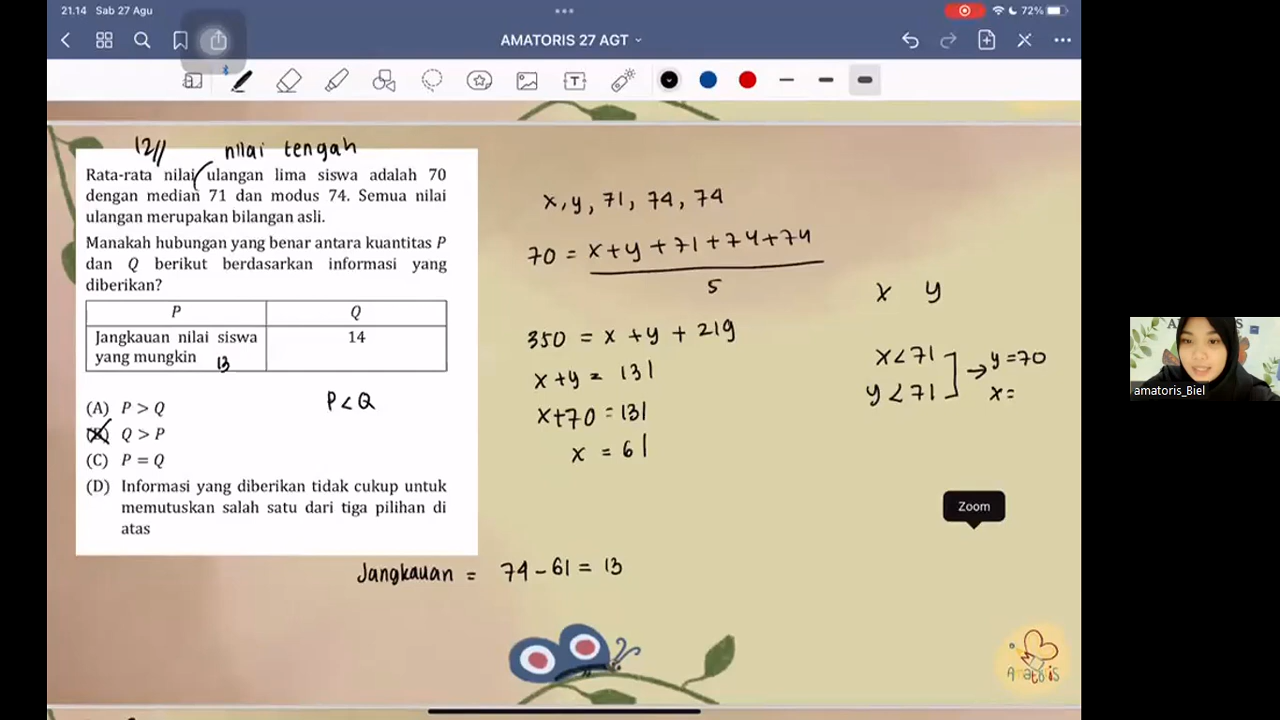 21.14 Sab 27 Agu
72%
AMATORIS 27 AGT
12 nilai tengah
Rata-rata nilai ulangan lima siswa adalah 70
dengan median 71 dan modus 74. Semua nilai
ulangan merupakan bilangan asli.
Manakah hubungan yang benar antara kuantitas P
dan Q berikut berdasarkan informasi yang
diberikan?
P Q
Jangkauan nilai siswa 14
yang mungkin 13
P < Q
(A) P > Q
(B) Q > P
(C) P = Q
(D) Informasi yang diberikan tidak cukup untuk
memutuskan salah satu dari tiga pilihan di
atas
x, y, 71, 74, 74
70 = x + y + 71 + 74 + 74
5
350 = x + y + 219
x + y = 131
x + 70 = 131
x = 61
Jangkauan = 74 - 61 = 13
x y
x < 71
y < 71
→ y = 70
x =
Zoom
Amatoris
amatoris_Biel